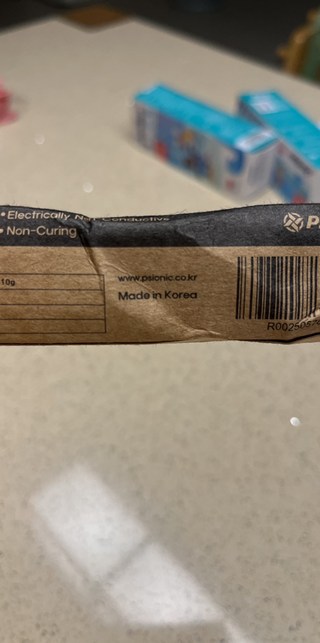 • Electrically Non-Conductive
• Non-Curing
10g
www.psionic.co.kr
Made in Korea